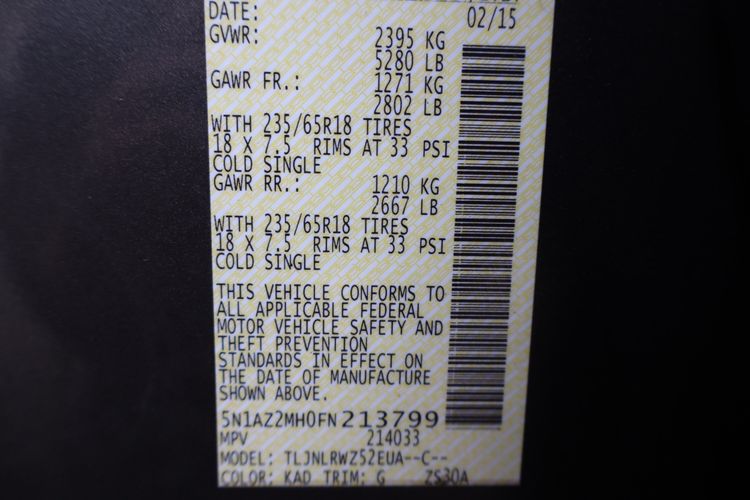 DATE: 02/15
GVWR: 2395 KG
5280 LB
GAWR FR.: 1271 KG
2802 LB
WITH 235/65R18 TIRES
18 X 7.5 RIMS AT 33 PSI
COLD SINGLE
GAWR RR.: 1210 KG
2667 LB
WITH 235/65R18 TIRES
18 X 7.5 RIMS AT 33 PSI
COLD SINGLE
THIS VEHICLE CONFORMS TO
ALL APPLICABLE FEDERAL
MOTOR VEHICLE SAFETY AND
THEFT PREVENTION
STANDARDS IN EFFECT ON
THE DATE OF MANUFACTURE
SHOWN ABOVE.
5N1AZ2MH0FN213799
MPV 214033
MODEL: TLJNLRWZ52EUA--C--
COLOR: KAD TRIM: G ZS30A